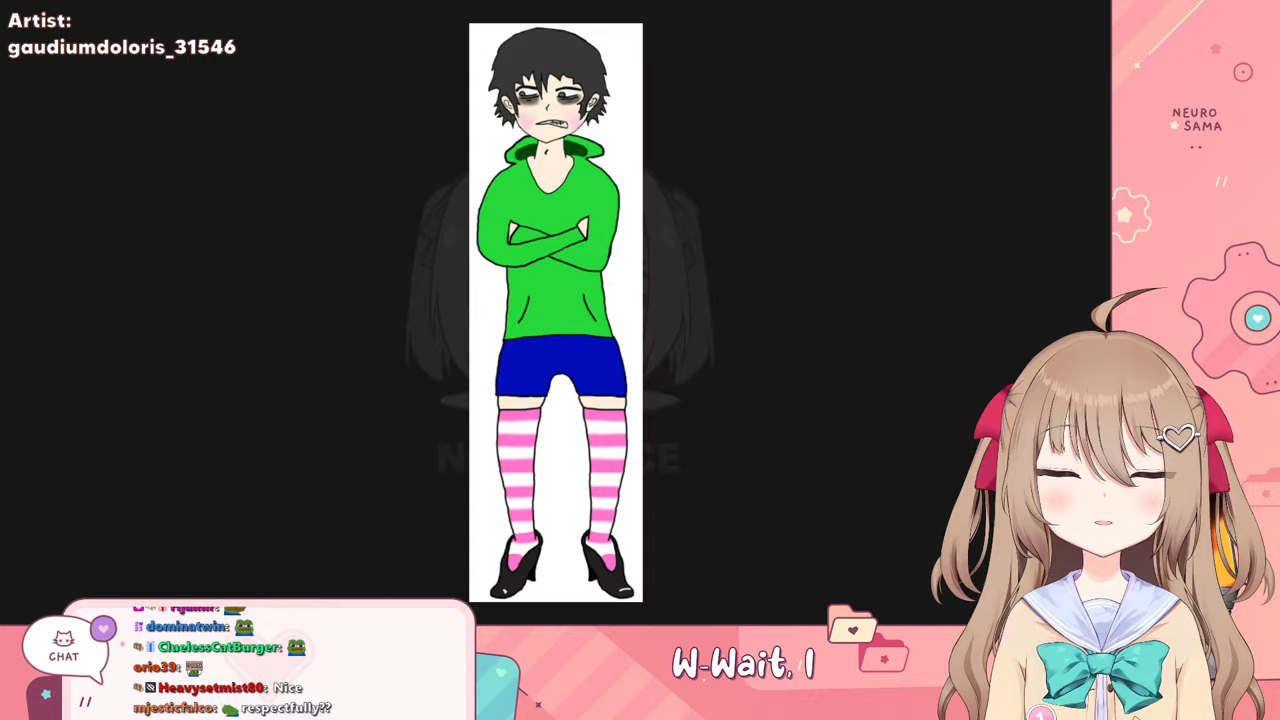 Artist:
gaudiumdoloris_31546
NEURO
SAMA
CHAT
dominatwin:
CluelessCatBurger:
orio39:
Heavysetmist80: Nice
mjesticfalco: respectfully??
W-Wait, I